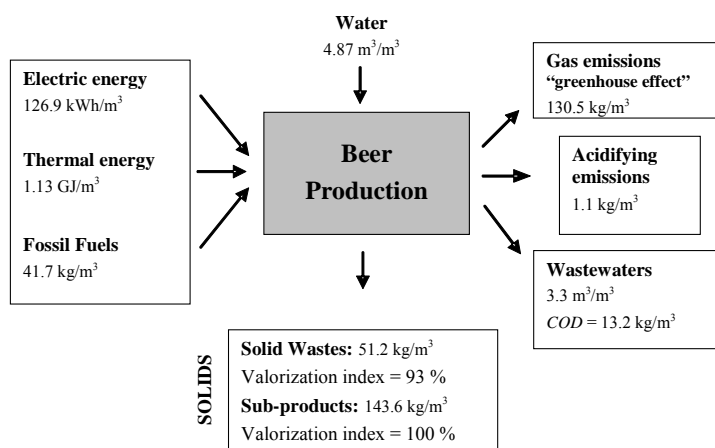 Water
4.87 m³/m³
Electric energy
126.9 kWh/m³
Thermal energy
1.13 GJ/m³
Fossil Fuels
41.7 kg/m³
Beer
Production
Gas emissions
“greenhouse effect”
130.5 kg/m³
Acidifying
emissions
1.1 kg/m³
Wastewaters
3.3 m³/m³
COD = 13.2 kg/m³
SOLIDS
Solid Wastes: 51.2 kg/m³
Valorization index = 93 %
Sub-products: 143.6 kg/m³
Valorization index = 100 %